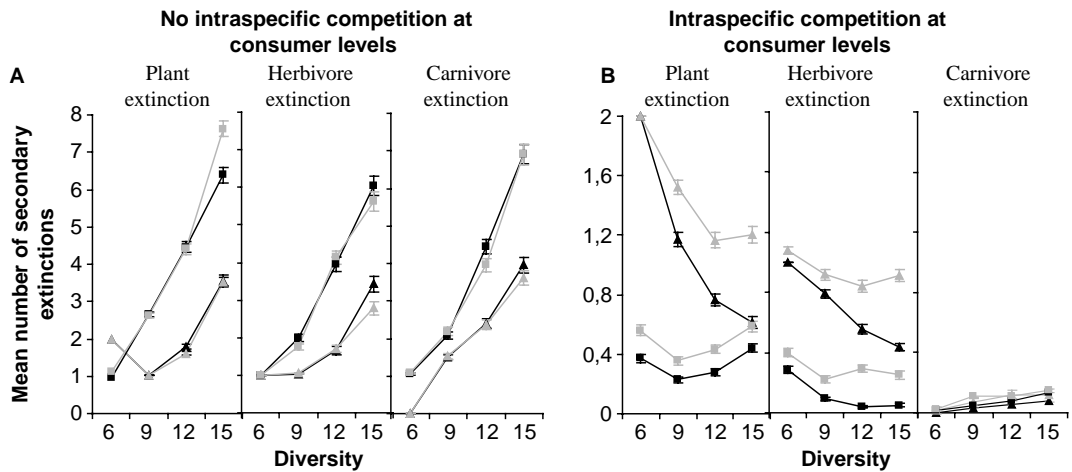 No intraspecific competition at
consumer levels
A
Plant
extinction
Herbivore
extinction
Carnivore
extinction
Mean number of secondary
extinctions
8
7
6
5
4
3
2
1
0
6 9 12 15 6 9 12 15 6 9 12 15
Diversity
Intraspecific competition at
consumer levels
B
Plant
extinction
Herbivore
extinction
Carnivore
extinction
2
1,6
1,2
0,8
0,4
0
6 9 12 15 6 9 12 15 6 9 12 15
Diversity